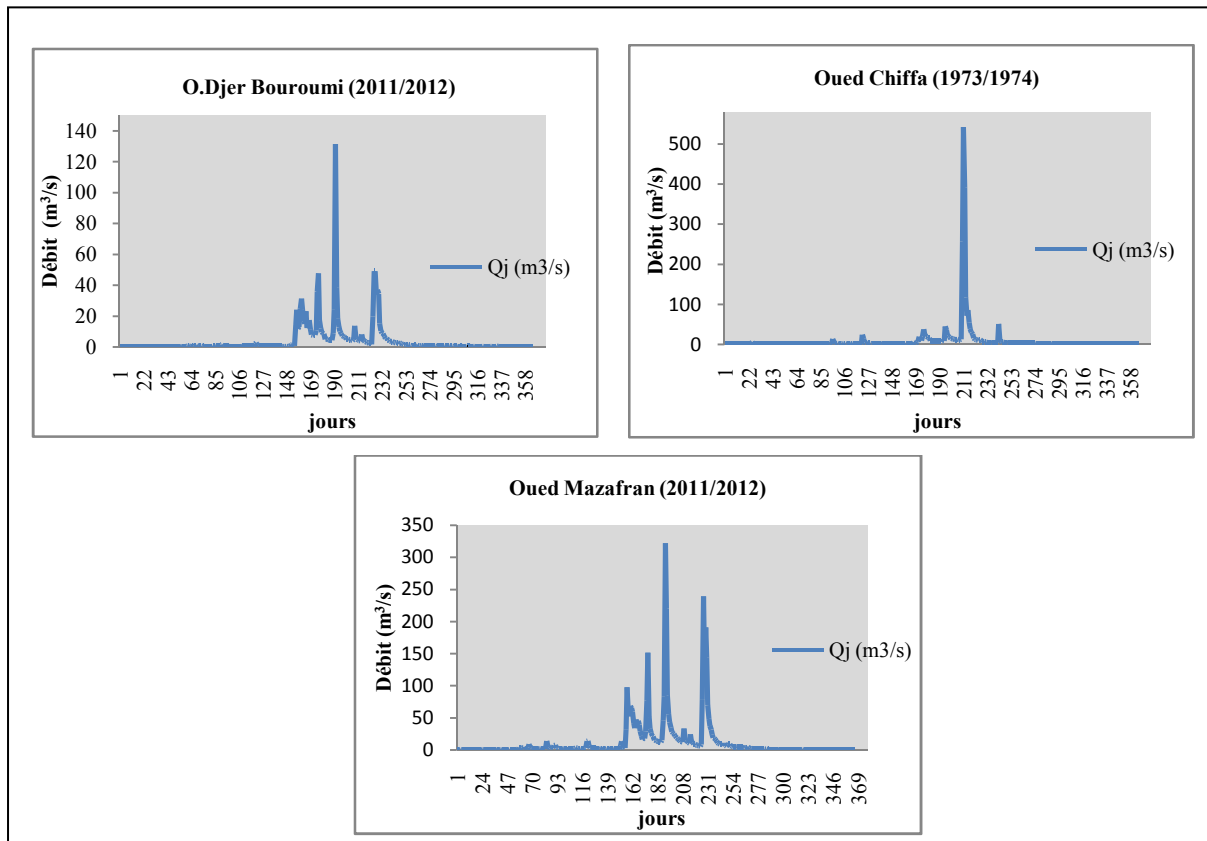 O.Djer Bouroumi (2011/2012)
Débit (m³/s)
140
120
100
80
60
40
20
0
Qj (m3/s)
1 22 43 64 85 106 127 148 169 190 211 232 253 274 295 316 337 358
jours
Oued Chiffa (1973/1974)
Débit (m³/s)
500
400
300
200
100
0
Qj (m3/s)
1 22 43 64 85 106 127 148 169 190 211 232 253 274 295 316 337 358
jours
Oued Mazafran (2011/2012)
Débit (m³/s)
350
300
250
200
150
100
50
0
Qj (m3/s)
1 24 47 70 93 116 139 162 185 208 231 254 277 300 323 346 369
jours